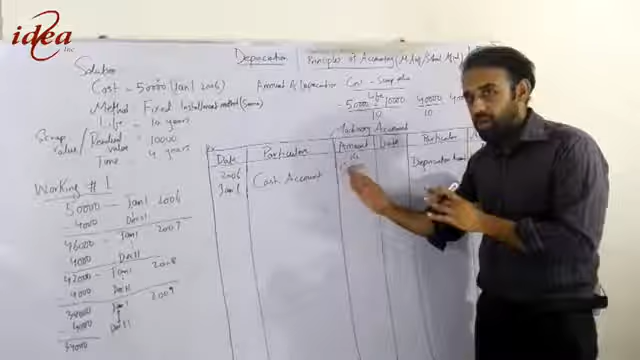 idea
Inc
Depreciation
Principles of Accounting
Solution
Cost - 50000 Jan 1 2006
Amount of Depreciation Cost - Scrap value
Life
Method Fixed Installment method
Life = 10 years
50000 - 10000
10
40000
10
Scrap value / Residual value = 10000
Time 4 years
Machinery Account
Date Particulars Amount Date Particulars
2006
Jan 1 Cash Account
Depreciation
Working # 1
50000 - Jan 1 2006
4000 Dec 31
46000 - Jan 1 2007
4000 Dec 31
42000 - Jan 1 2008
4000 Dec 31
38000 Jan 1 2009
4000 Dec 31
34000